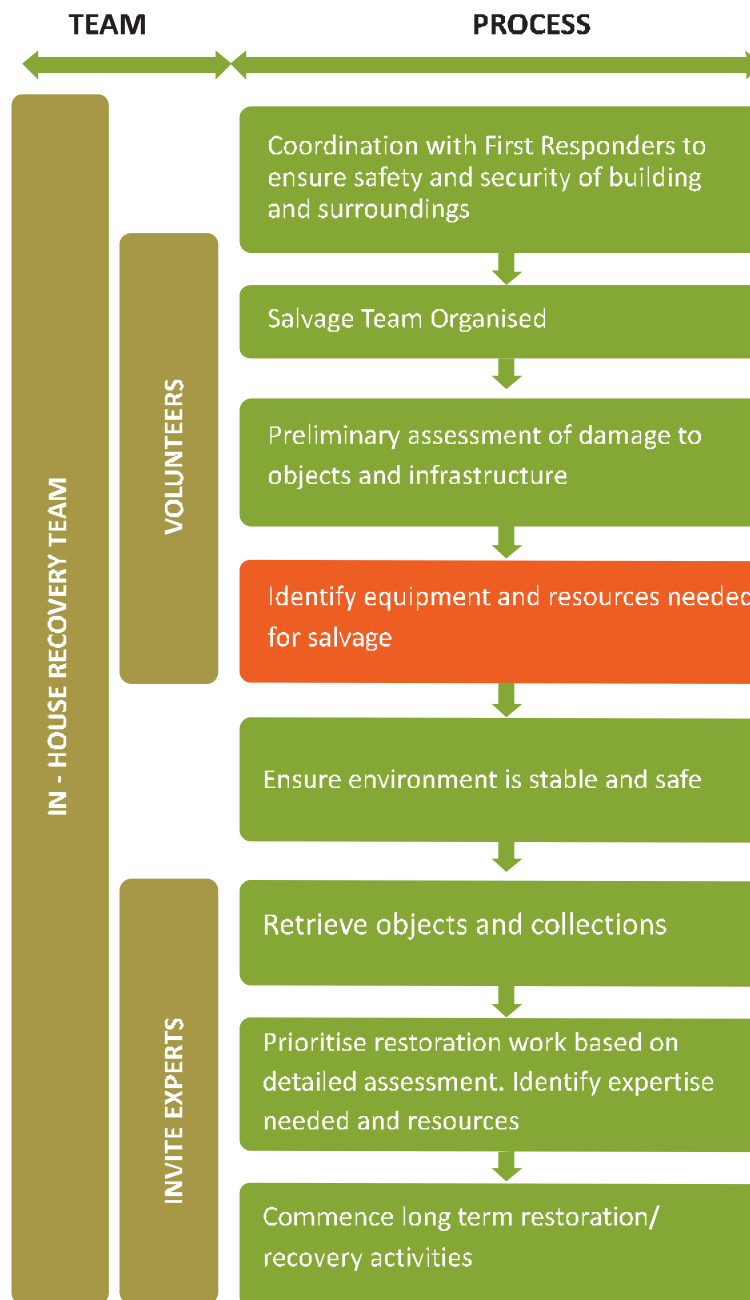 TEAM
PROCESS
IN - HOUSE RECOVERY TEAM
VOLUNTEERS
INVITE EXPERTS
Coordination with First Responders to
ensure safety and security of building
and surroundings
Salvage Team Organised
Preliminary assessment of damage to
objects and infrastructure
Identify equipment and resources needed
for salvage
Ensure environment is stable and safe
Retrieve objects and collections
Prioritise restoration work based on
detailed assessment. Identify expertise
needed and resources
Commence long term restoration/
recovery activities